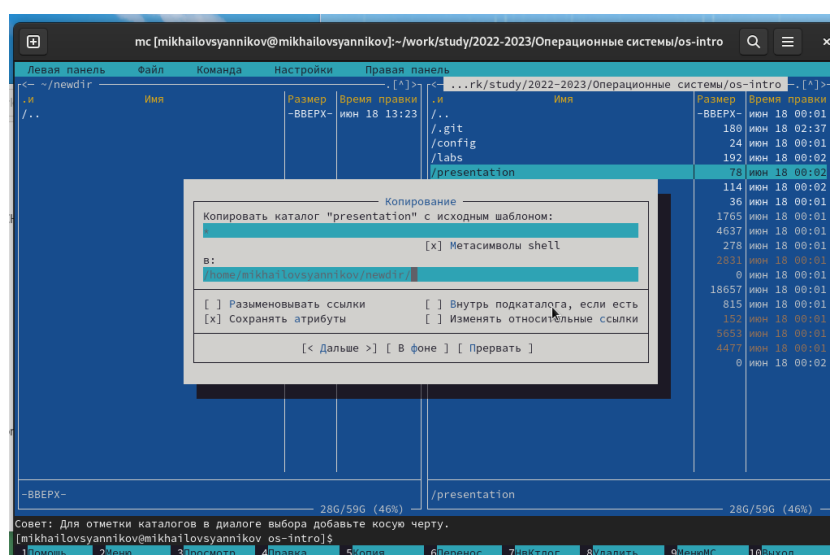 mc [mikhailovsyannikov@mikhailovsyannikov]:~/work/study/2022-2023/Операционные системы/os-intro
Левая панель Файл Команда Настройки Правая панель
<— ~/newdir .[^]>
<— ...rk/study/2022-2023/Операционные системы/os-intro —.[^]>
.и Имя Размер Время правки
.и Имя Размер Время правки
/.. -ВВЕРХ- июн 18 13:23
/.. -ВВЕРХ- июн 18 00:01
/.git 180 июн 18 02:37
/config 24 июн 18 00:01
/labs 192 июн 18 00:02
/presentation 78 июн 18 00:02
114 июн 18 00:02
36 июн 18 00:01
1765 июн 18 00:01
4637 июн 18 00:01
278 июн 18 00:01
2831 июн 18 00:01
0 июн 18 00:01
18657 июн 18 00:01
815 июн 18 00:01
152 июн 18 00:01
5653 июн 18 00:01
4477 июн 18 00:01
0 июн 18 00:02
Копирование
Копировать каталог "presentation" с исходным шаблоном:
*
[x] Метасимволы shell
в:
/home/mikhailovsyannikov/newdir/
[ ] Разыменовывать ссылки [ ] Внутрь подкаталога, если есть
[x] Сохранять атрибуты [ ] Изменять относительные ссылки
[< Дальше >] [ В фоне ] [ Прервать ]
-ВВЕРХ-
/presentation
28G/59G (46%)
28G/59G (46%)
Совет: Для отметки каталогов в диалоге выбора добавьте косую черту.
[mikhailovsyannikov@mikhailovsyannikov os-intro]$
1Помощь 2Меню 3Просмотр 4Правка 5Копия 6Перенос 7НвКтлог 8Удалить 9МенюМС 10Выход